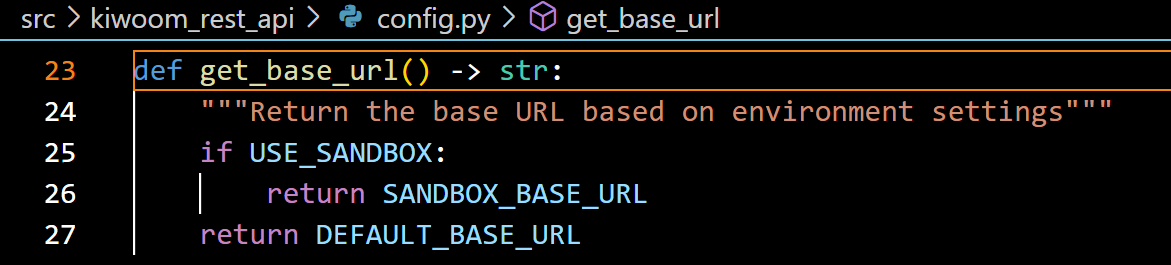 src > kiwoom_rest_api > config.py > get_base_url
23 def get_base_url() -> str:
24     """Return the base URL based on environment settings"""
25     if USE_SANDBOX:
26         return SANDBOX_BASE_URL
27     return DEFAULT_BASE_URL